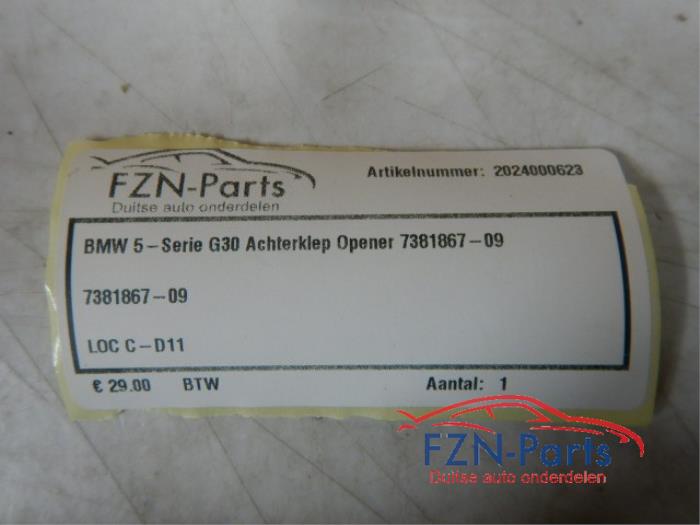 FZN-Parts
Duitse auto onderdelen
Artikelnummer: 2024000623
BMW 5-Serie G30 Achterklep Opener 7381867-09
7381867-09
LOC C-D11
€ 29.00 BTW Aantal: 1
FZN-Parts
Duitse auto onderdelen